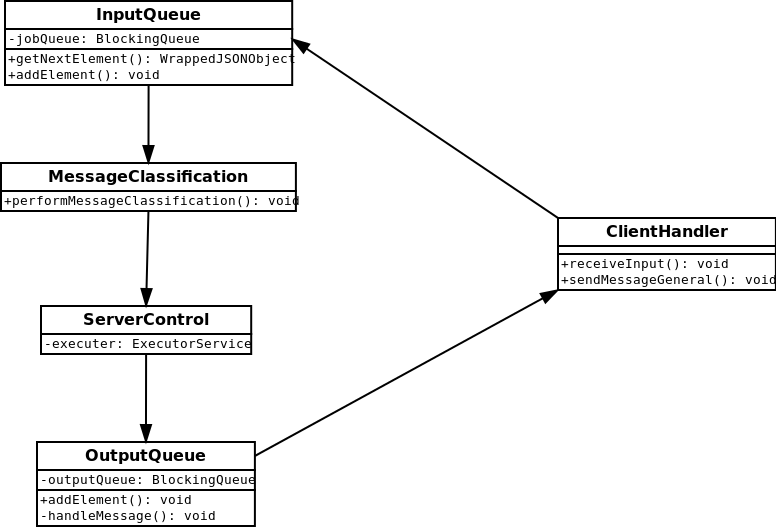 InputQueue
-jobQueue: BlockingQueue
+getNextElement(): WrappedJSONObject
+addElement(): void
MessageClassification
+performMessageClassification(): void
ClientHandler
+receiveInput(): void
+sendMessageGeneral(): void
ServerControl
-executer: ExecutorService
OutputQueue
-outputQueue: BlockingQueue
+addElement(): void
-handleMessage(): void